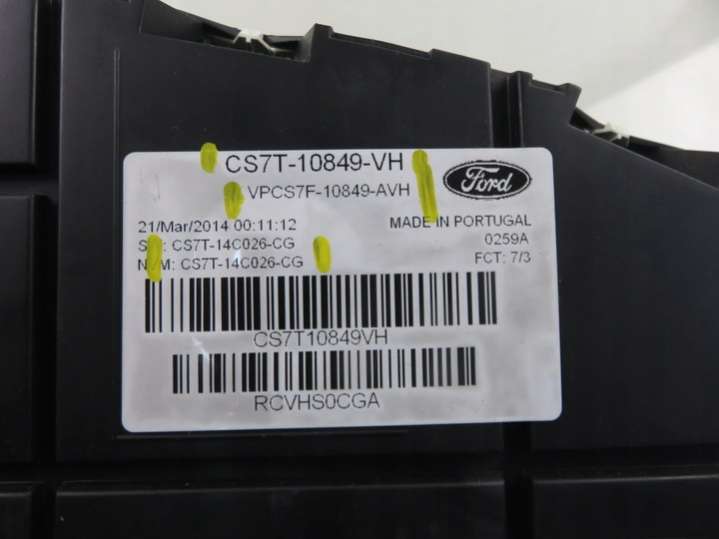 CS7T-10849-VH
Ford
VPCS7F-10849-AVH
21/Mar/2014 00:11:12
MADE IN PORTUGAL
CS7T-14C026-CG
0259A
CS7T-14C026-CG
FCT: 7/3
CS7T10849VH
RCVHS0CGA